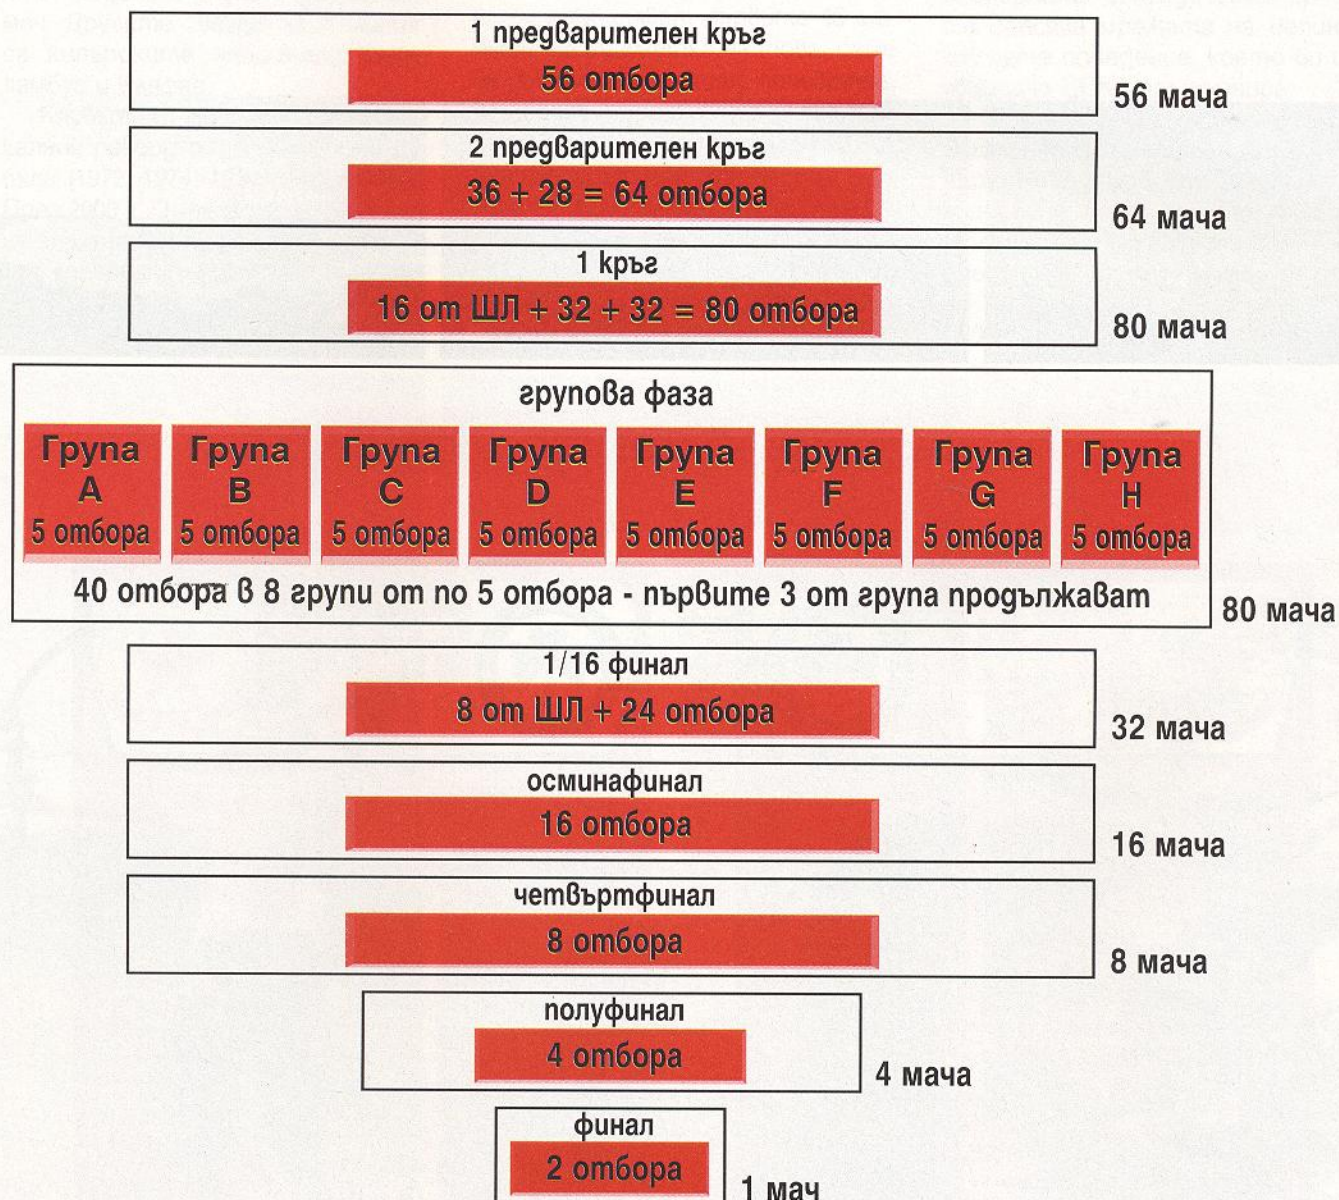 1 предварителен кръг
56 отбора
56 мача
2 предварителен кръг
36 + 28 = 64 отбора
64 мача
1 кръг
16 от ШЛ + 32 + 32 = 80 отбора
80 мача
групова фаза
Група A 5 отбора
Група B 5 отбора
Група C 5 отбора
Група D 5 отбора
Група E 5 отбора
Група F 5 отбора
Група G 5 отбора
Група H 5 отбора
40 отбора в 8 групи от по 5 отбора - първите 3 от група продължават
80 мача
1/16 финал
8 от ШЛ + 24 отбора
32 мача
осминафинал
16 отбора
16 мача
четвъртфинал
8 отбора
8 мача
полуфинал
4 отбора
4 мача
финал
2 отбора
1 мач